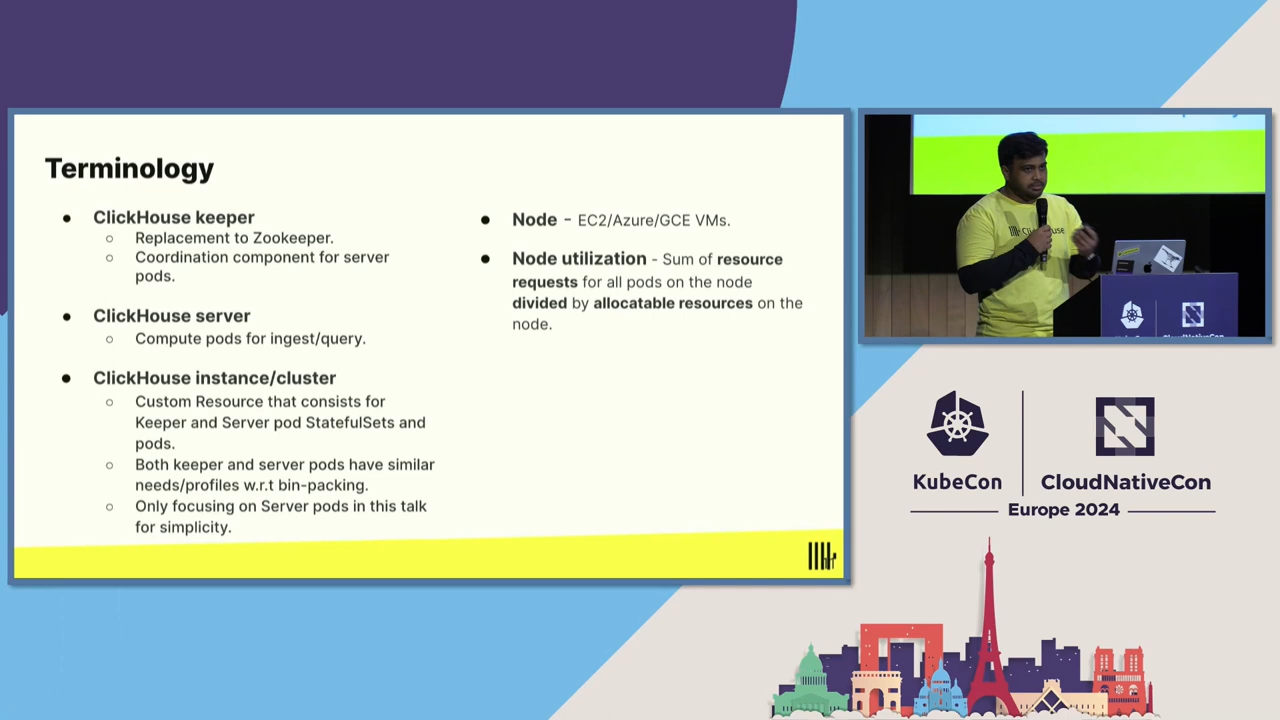 Terminology
● ClickHouse keeper
○ Replacement to Zookeeper.
○ Coordination component for server
pods.
● ClickHouse server
○ Compute pods for ingest/query.
● ClickHouse instance/cluster
○ Custom Resource that consists for
Keeper and Server pod StatefulSets and
pods.
○ Both keeper and server pods have similar
needs/profiles w.r.t bin-packing.
○ Only focusing on Server pods in this talk
for simplicity.
● Node - EC2/Azure/GCE VMs.
● Node utilization - Sum of resource
requests for all pods on the node
divided by allocatable resources on the
node.
KubeCon
CloudNativeCon
Europe 2024